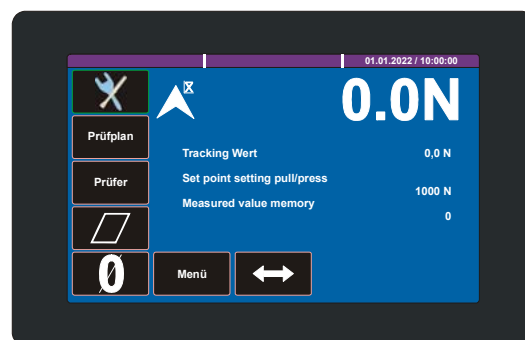 01.01.2022 / 10:00:00
0.0N
Prüfplan
Tracking Wert 0,0 N
Prüfer
Set point setting pull/press 1000 N
Measured value memory 0
Ø
Menü